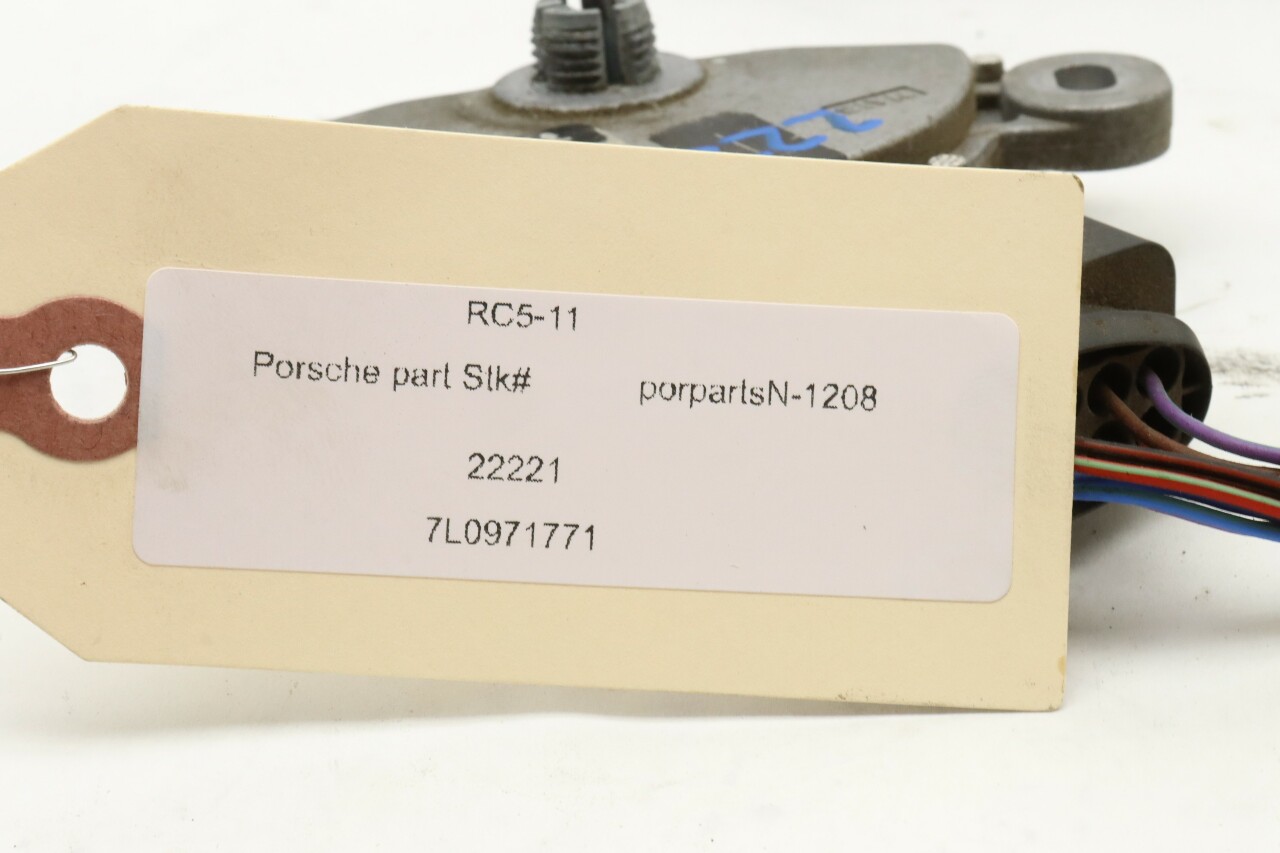 RC5-11
Porsche part Stk# porpartsN-1208
22221
7L0971771